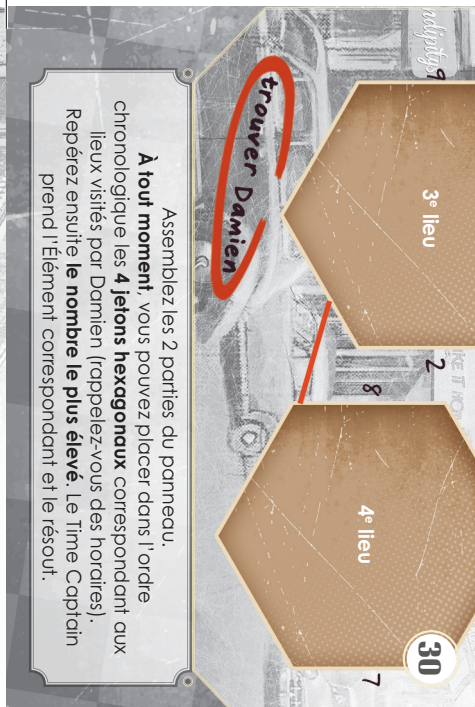 ndipity
9
3e lieu
2
8
4e lieu
30
7
trouver Damien
Assemblez les 2 parties du panneau.
À tout moment, vous pouvez placer dans l'ordre
chronologique les 4 jetons hexagonaux correspondant aux
lieux visités par Damien (rappelez-vous des horaires).
Repérez ensuite le nombre le plus élevé. Le Time Captain
prend l'Élément correspondant et le résout.